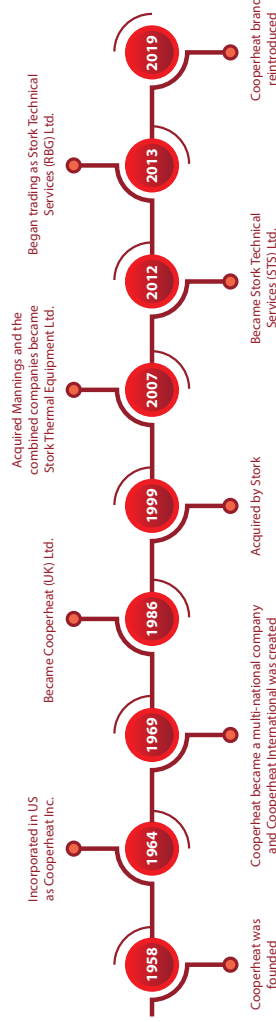 1958
Cooperheat was
founded
1964
Incorporated in US
as Cooperheat Inc.
1969
Cooperheat became a multi-national company
and Cooperheat International was created
1986
Became Cooperheat (UK) Ltd.
1999
Acquired by Stork
2007
Acquired Mannings and the
combined companies became
Stork Thermal Equipment Ltd.
2012
Became Stork Technical
Services (STS) Ltd.
2013
Began trading as Stork Technical
Services (RBG) Ltd.
2019
Cooperheat brand
reintroduced